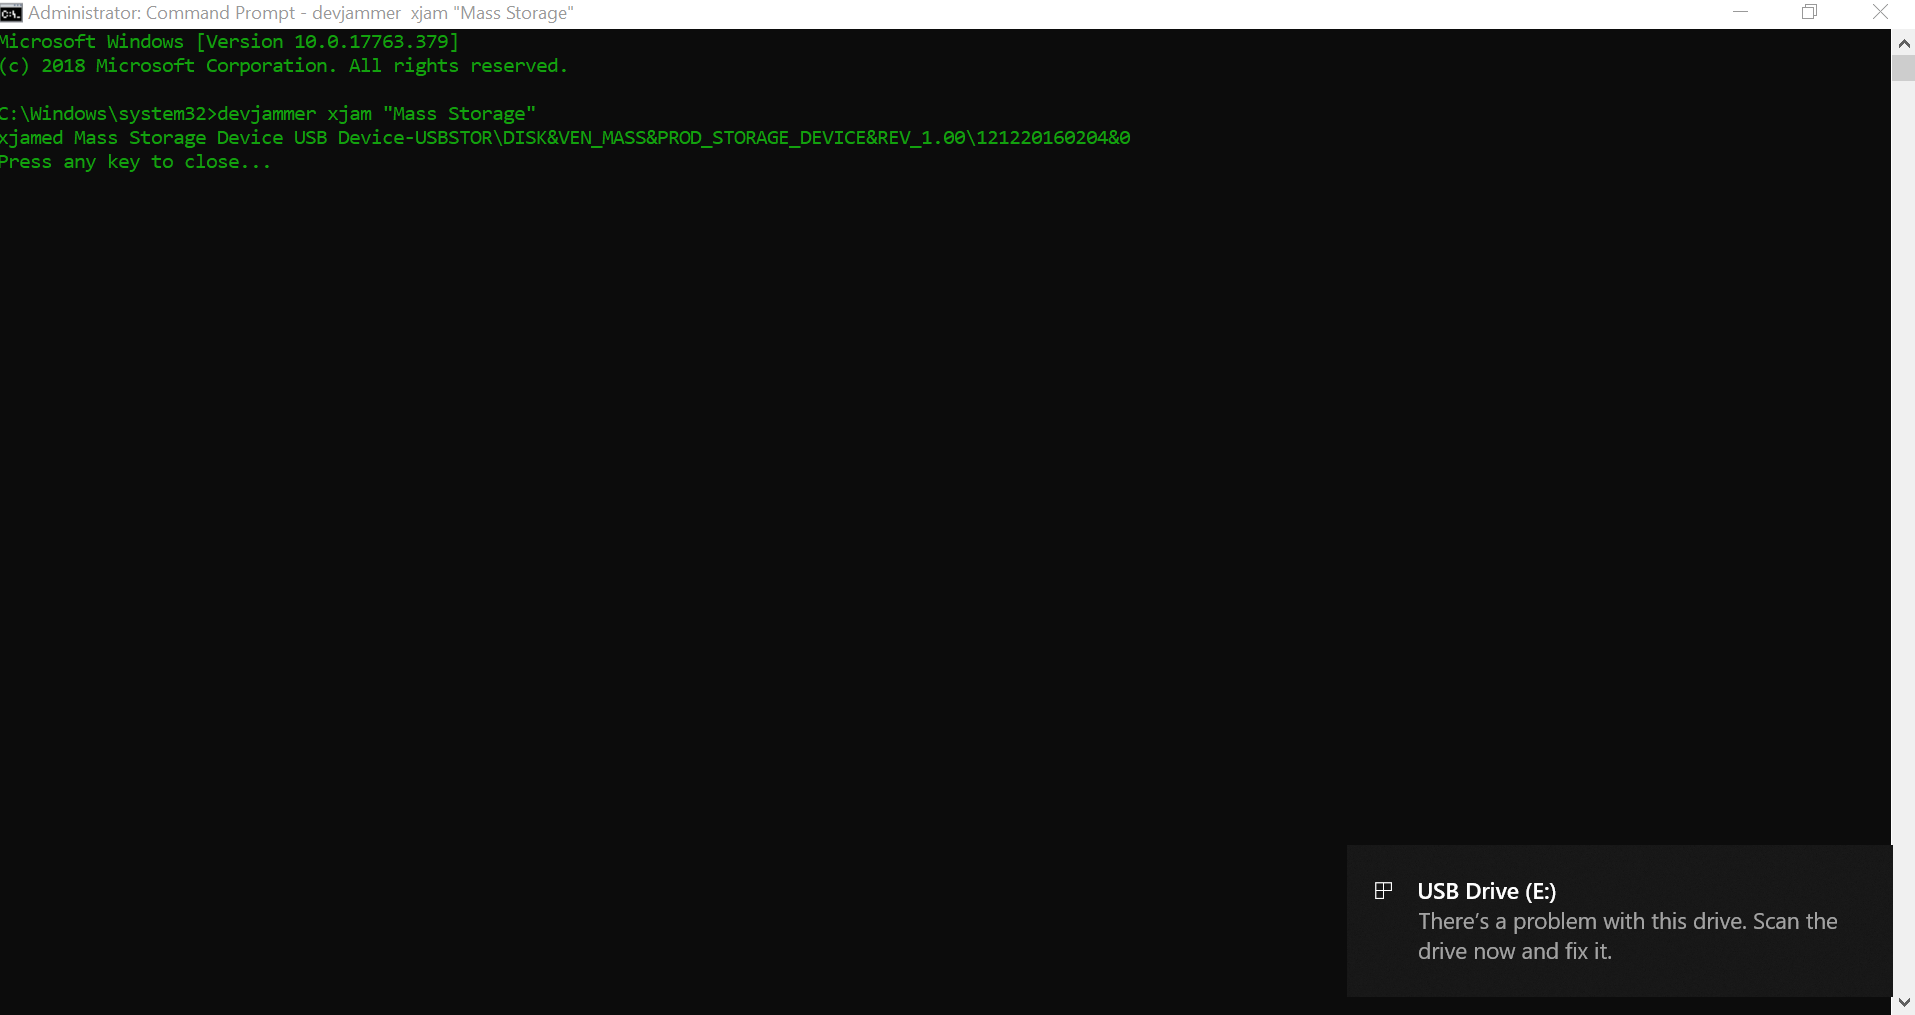 Administrator: Command Prompt - devjammer  xjam "Mass Storage"
Microsoft Windows [Version 10.0.17763.379]
(c) 2018 Microsoft Corporation. All rights reserved.
C:\Windows\system32>devjammer xjam "Mass Storage"
xjamed Mass Storage Device USB Device-USBSTOR\DISK&VEN_MASS&PROD_STORAGE_DEVICE&REV_1.00\121220160204&0
Press any key to close...
USB Drive (E:)
There's a problem with this drive. Scan the
drive now and fix it.